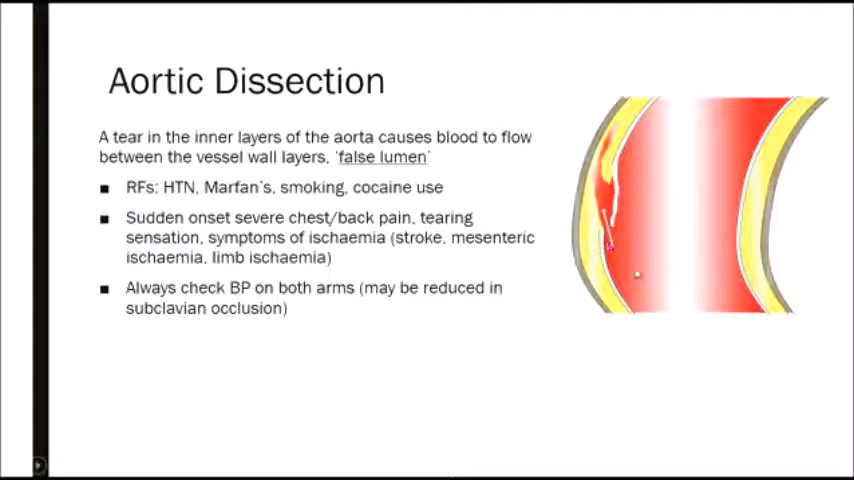 Aortic Dissection
A tear in the inner layers of the aorta causes blood to flow
between the vessel wall layers, ‘false lumen’
■ RFs: HTN, Marfan’s, smoking, cocaine use
■ Sudden onset severe chest/back pain, tearing
sensation, symptoms of ischaemia (stroke, mesenteric
ischaemia, limb ischaemia)
■ Always check BP on both arms (may be reduced in
subclavian occlusion)